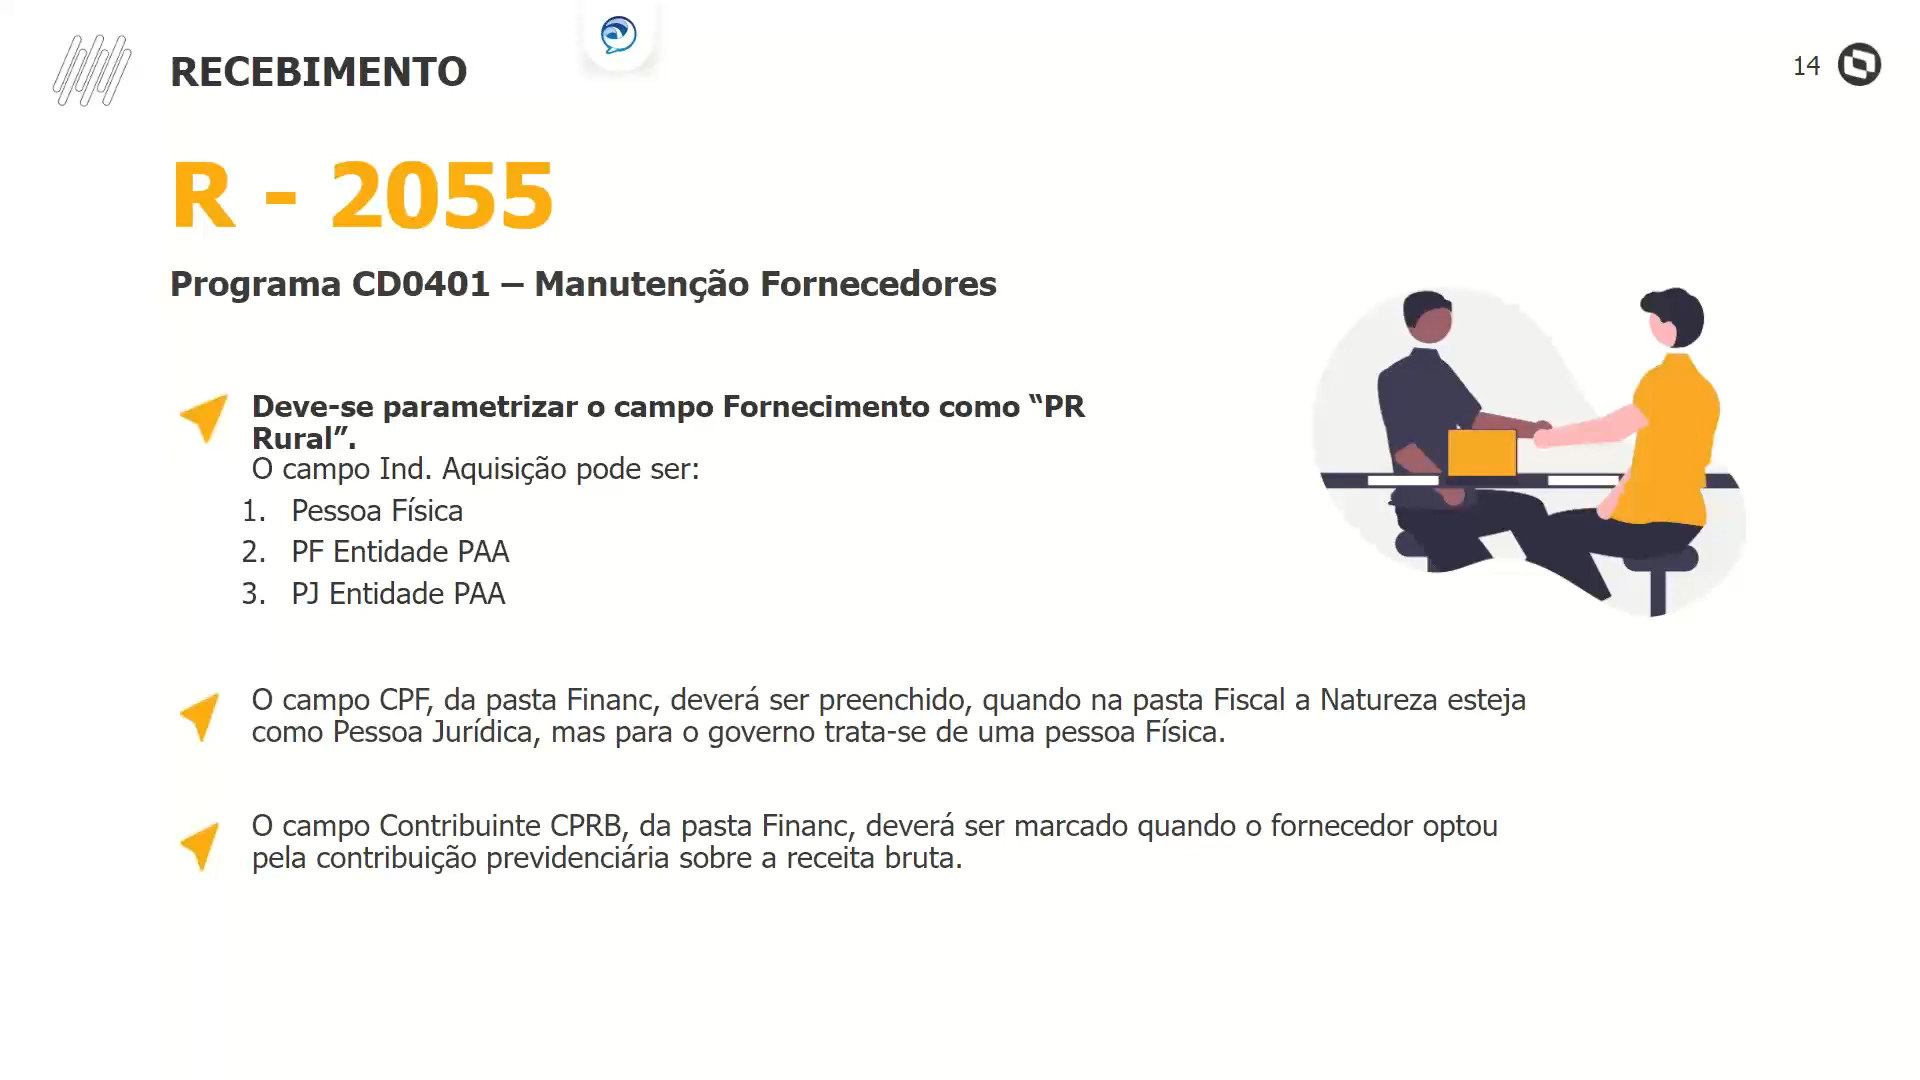 RECEBIMENTO
14
R - 2055
Programa CD0401 – Manutenção Fornecedores
Deve-se parametrizar o campo Fornecimento como “PR
Rural”.
O campo Ind. Aquisição pode ser:
1. Pessoa Física
2. PF Entidade PAA
3. PJ Entidade PAA
O campo CPF, da pasta Financ, deverá ser preenchido, quando na pasta Fiscal a Natureza esteja
como Pessoa Jurídica, mas para o governo trata-se de uma pessoa Física.
O campo Contribuinte CPRB, da pasta Financ, deverá ser marcado quando o fornecedor optou
pela contribuição previdenciária sobre a receita bruta.